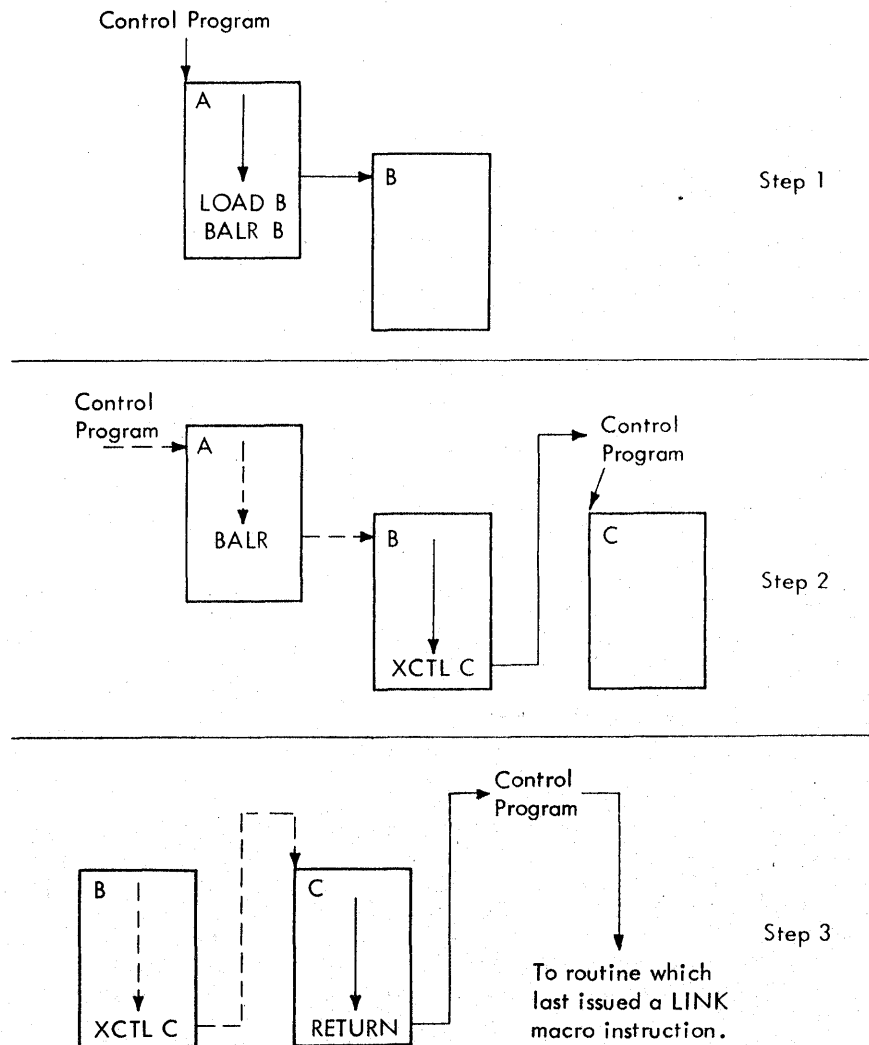 Control Program
A
LOAD B
BALR B
B
Step 1
Control
Program
A
BALR
B
XCTL C
Control
Program
C
Step 2
B
XCTL C
C
RETURN
Control
Program
To routine which
last issued a LINK
macro instruction.
Step 3